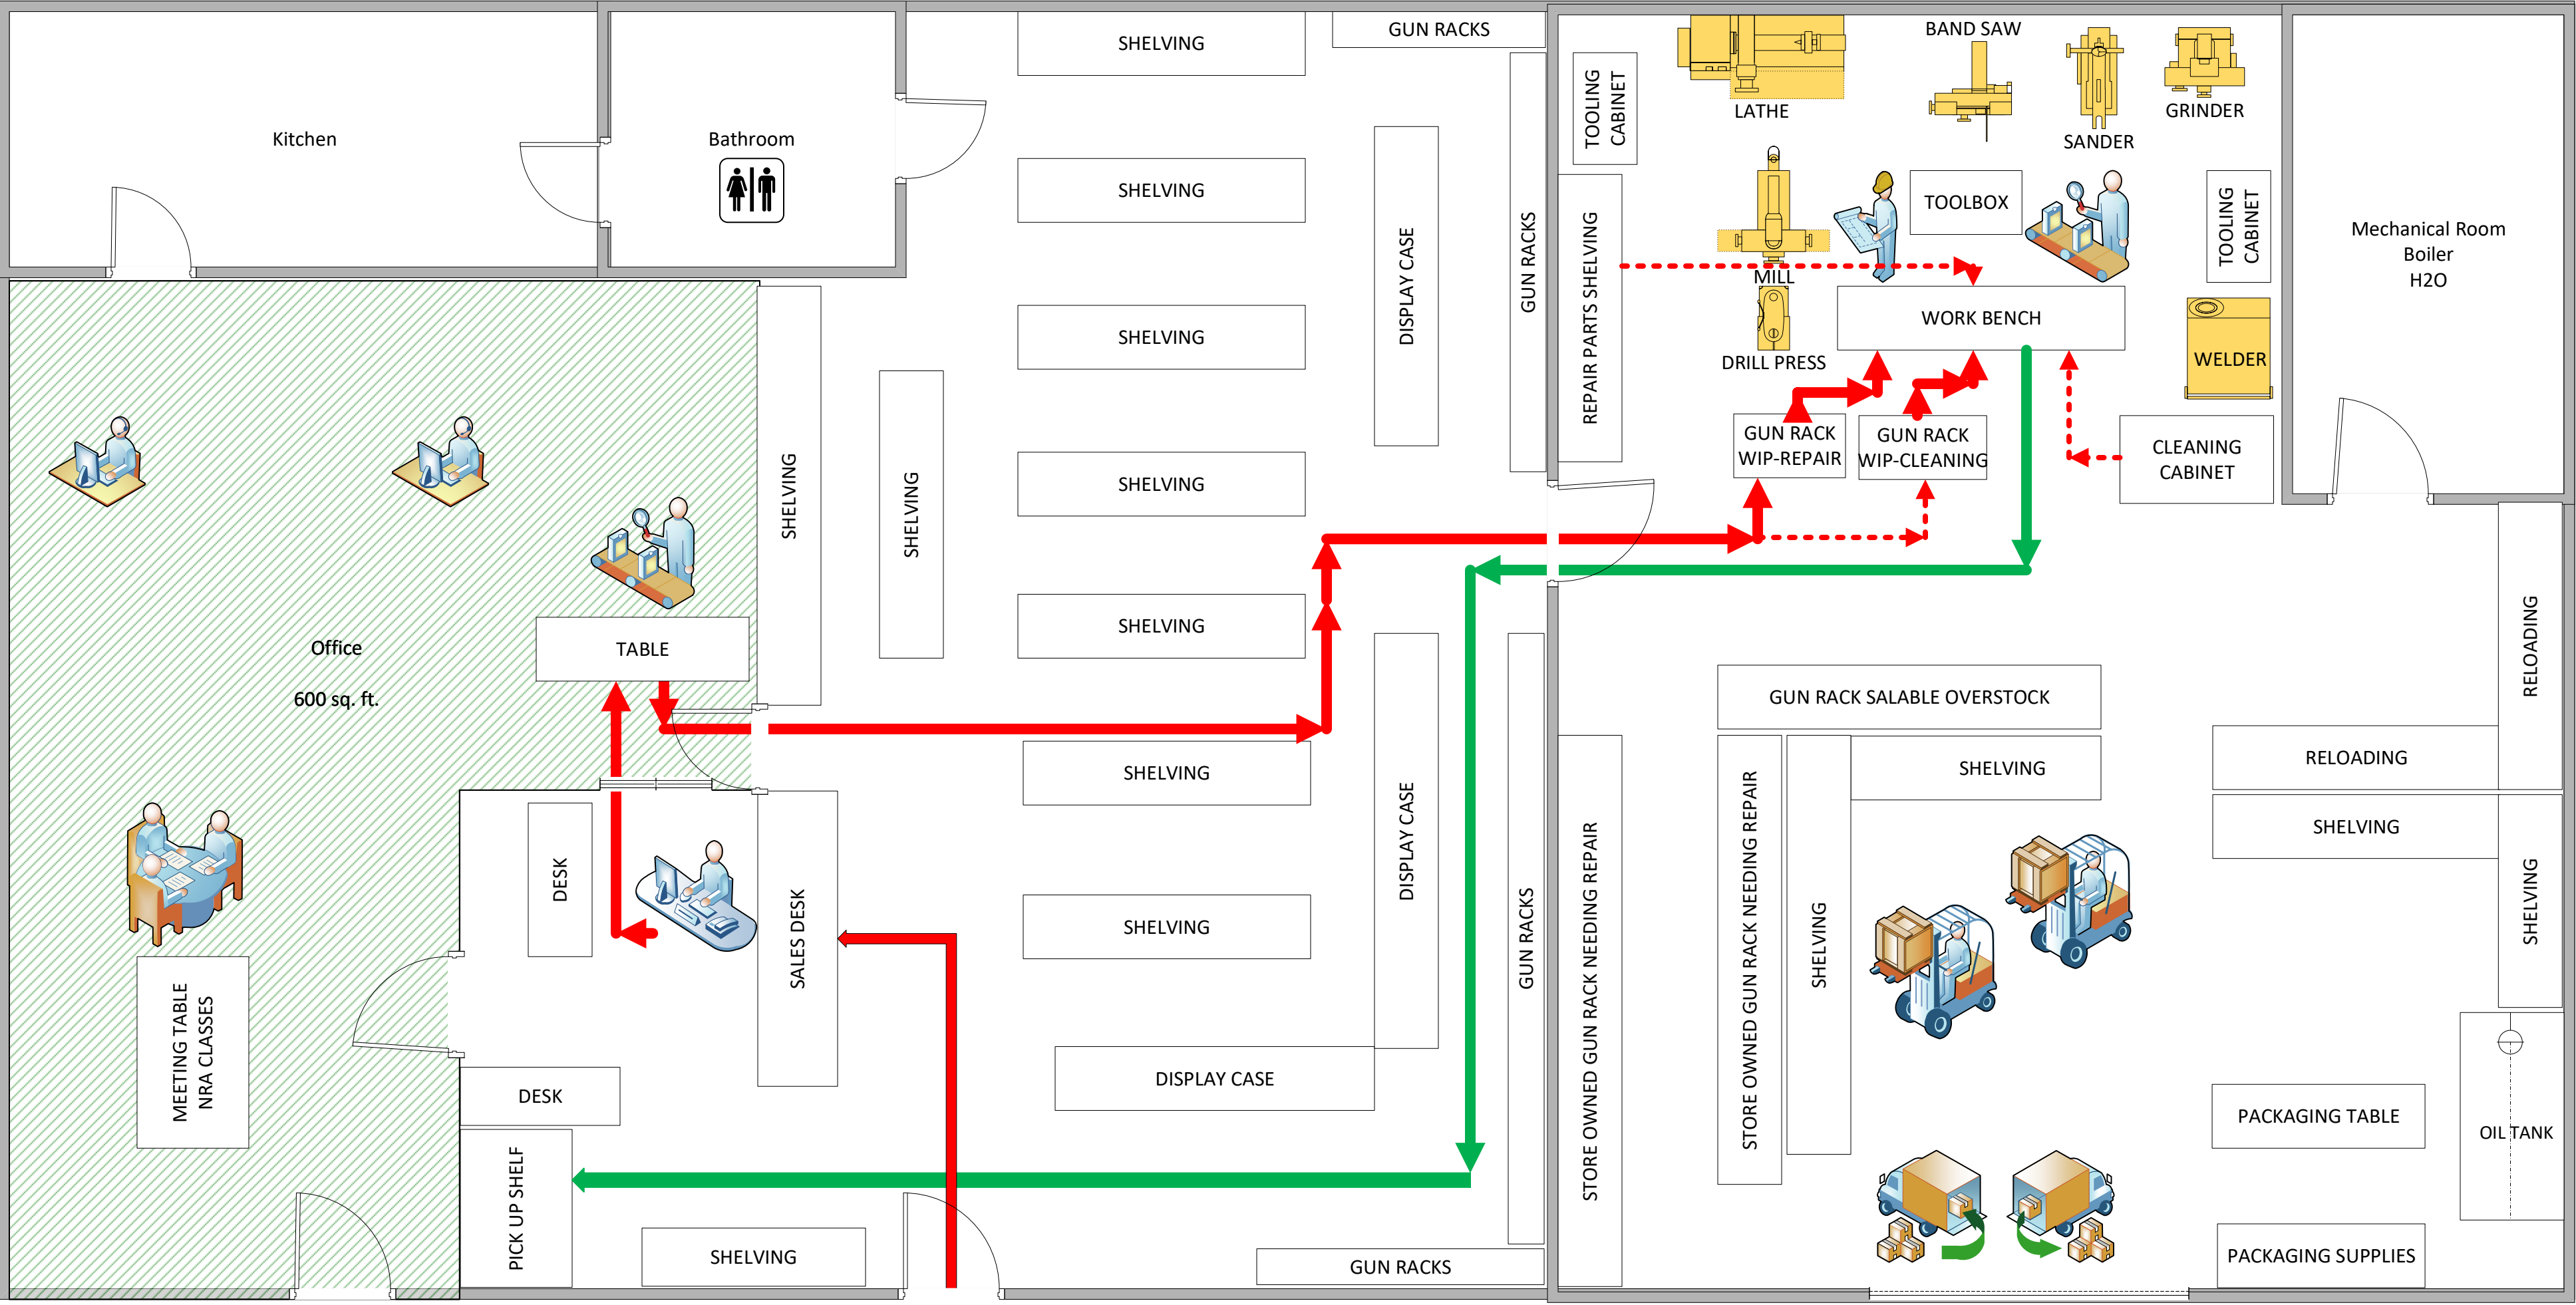 Kitchen
Bathroom
SHELVING
GUN RACKS
SHELVING
SHELVING
SHELVING
SHELVING
SHELVING
SHELVING
DISPLAY CASE
GUN RACKS
SHELVING
SHELVING
Office
600 sq. ft.
TABLE
MEETING TABLE
NRA CLASSES
DESK
SALES DESK
DESK
PICK UP SHELF
SHELVING
SHELVING
DISPLAY CASE
DISPLAY CASE
GUN RACKS
GUN RACKS
TOOLING
CABINET
LATHE
BAND SAW
SANDER
GRINDER
REPAIR PARTS SHELVING
MILL
DRILL PRESS
TOOLBOX
TOOLING
CABINET
WORK BENCH
WELDER
GUN RACK
WIP-REPAIR
GUN RACK
WIP-CLEANING
CLEANING
CABINET
Mechanical Room
Boiler
H2O
GUN RACK SALABLE OVERSTOCK
STORE OWNED GUN RACK NEEDING REPAIR
STORE OWNED GUN RACK NEEDING REPAIR
SHELVING
SHELVING
RELOADING
RELOADING
SHELVING
SHELVING
OIL TANK
PACKAGING TABLE
PACKAGING SUPPLIES